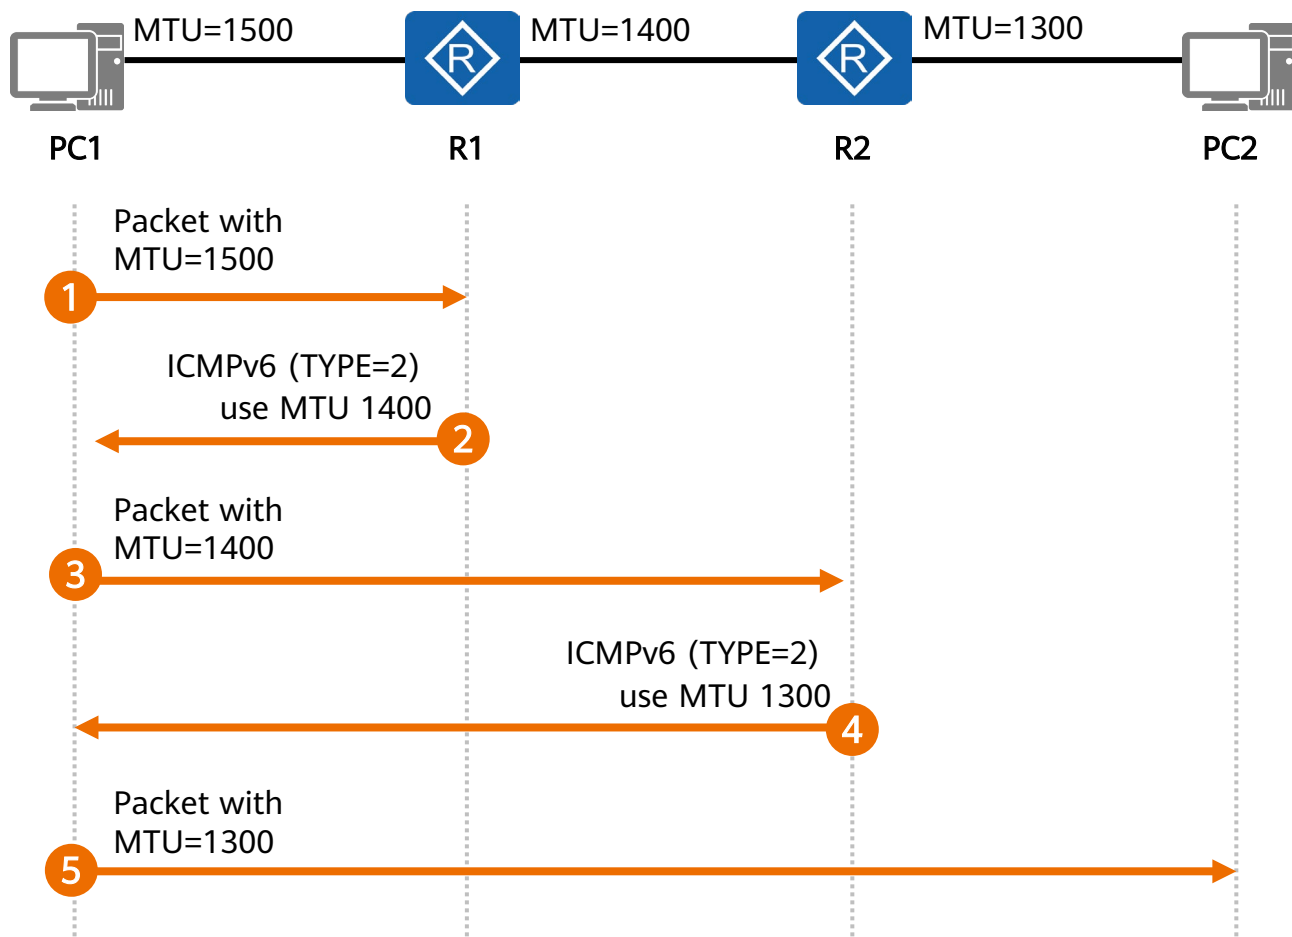 MTU=1500
MTU=1400
MTU=1300
R
R
PC1
R1
R2
PC2
Packet with
MTU=1500
1
ICMPv6 (TYPE=2)
use MTU 1400
2
Packet with
MTU=1400
3
ICMPv6 (TYPE=2)
use MTU 1300
4
Packet with
MTU=1300
5